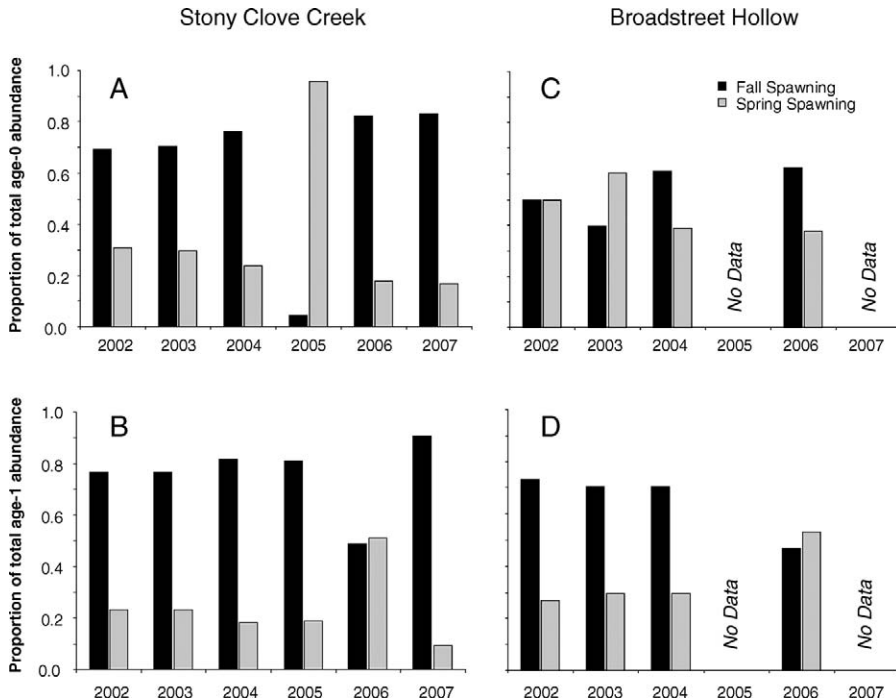 Stony Clove Creek
Broadstreet Hollow
Proportion of total age-0 abundance
1.0
0.8
0.6
0.4
0.2
0.0
A
2002 2003 2004 2005 2006 2007
C
Fall Spawning
Spring Spawning
No Data
No Data
2002 2003 2004 2005 2006 2007
Proportion of total age-1 abundance
1.0
0.8
0.6
0.4
0.2
0.0
B
2002 2003 2004 2005 2006 2007
D
No Data
No Data
2002 2003 2004 2005 2006 2007